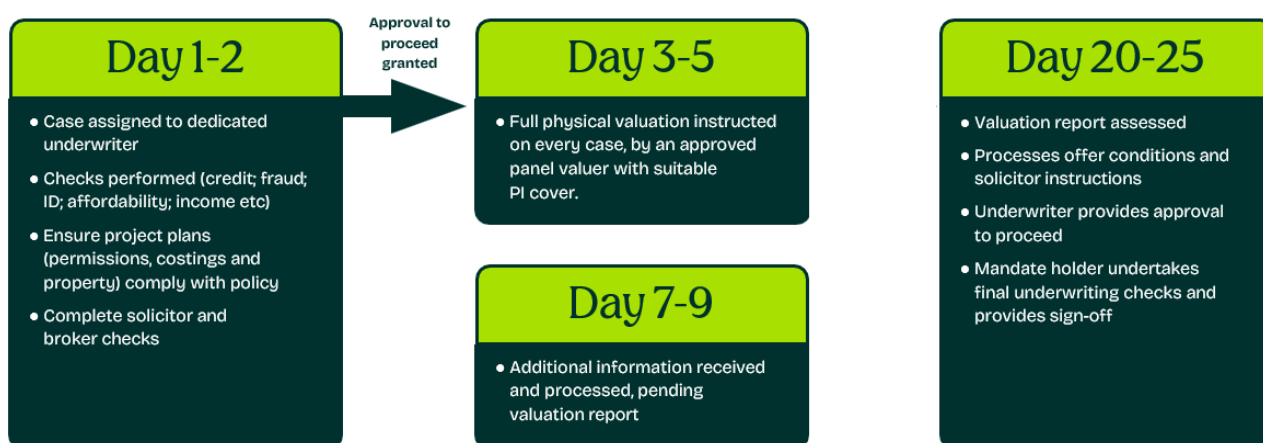 Day 1-2
• Case assigned to dedicated
underwriter
• Checks performed (credit; fraud;
ID; affordability; income etc)
• Ensure project plans
(permissions, costings and
property) comply with policy
• Complete solicitor and
broker checks
Approval to
proceed
granted
Day 3-5
• Full physical valuation instructed
on every case, by an approved
panel valuer with suitable
PI cover.
Day 7-9
• Additional information received
and processed, pending
valuation report
Day 20-25
• Valuation report assessed
• Processes offer conditions and
solicitor instructions
• Underwriter provides approval
to proceed
• Mandate holder undertakes
final underwriting checks and
provides sign-off